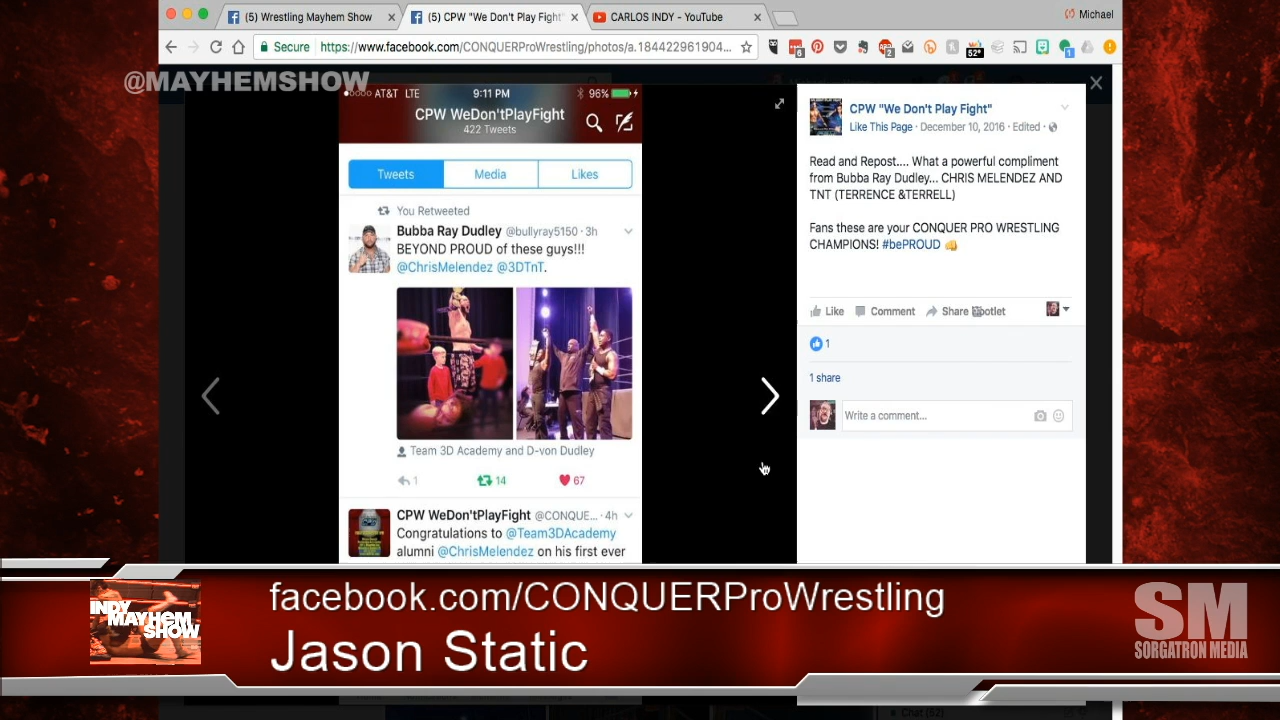 (5) Wrestling Mayhem Show
(5) CPW "We Don't Play Fight"
CARLOS INDY - YouTube
Michael
Secure
https://www.facebook.com/CONQUERProWrestling/photos/a.184422961904...
6
2
52°
1
@MAYHEMSHOW
AT&T LTE
9:11 PM
96%
CPW WeDon'tPlayFight
422 Tweets
Tweets
Media
Likes
You Retweeted
Bubba Ray Dudley @bullyray5150 · 3h
BEYOND PROUD of these guys!!!
@ChrisMelendez @3DTnT.
Team 3D Academy and D-von Dudley
1
14
67
CPW WeDon'tPlayFight @CONQUE... · 4h
Congratulations to @Team3DAcademy
alumni @ChrisMelendez on his first ever
CPW "We Don't Play Fight"
Like This Page · December 10, 2016 · Edited ·
Read and Repost.... What a powerful compliment
from Bubba Ray Dudley... CHRIS MELENDEZ AND
TNT (TERRENCE &TERRELL)
Fans these are your CONQUER PRO WRESTLING
CHAMPIONS! #bePROUD
Like
Comment
Share
1
1 share
Write a comment...
INDY
MAYHEM
SHOW
facebook.com/CONQUERProWrestling
Jason Static
SM
SORGATRON MEDIA
Chat (62)